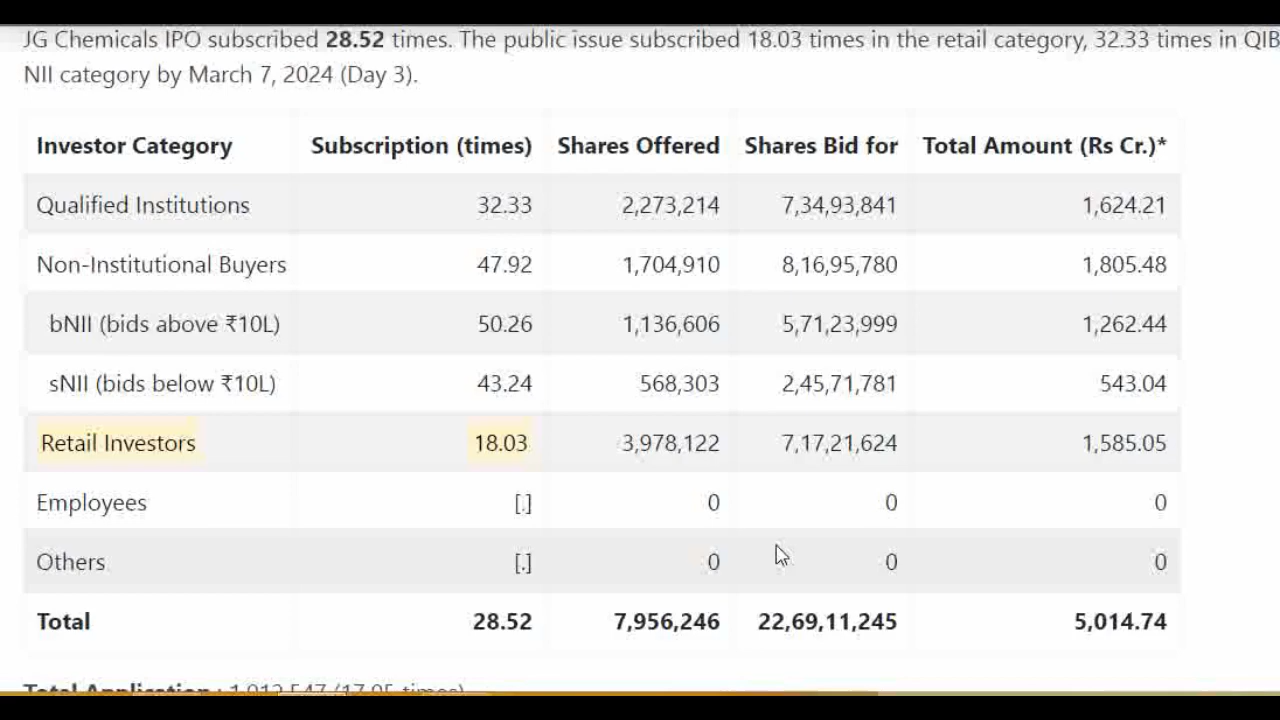 JG Chemicals IPO subscribed 28.52 times. The public issue subscribed 18.03 times in the retail category, 32.33 times in QIB
NII category by March 7, 2024 (Day 3).
Investor Category Subscription (times) Shares Offered Shares Bid for Total Amount (Rs Cr.)*
Qualified Institutions 32.33 2,273,214 7,34,93,841 1,624.21
Non-Institutional Buyers 47.92 1,704,910 8,16,95,780 1,805.48
bNII (bids above ₹10L) 50.26 1,136,606 5,71,23,999 1,262.44
sNII (bids below ₹10L) 43.24 568,303 2,45,71,781 543.04
Retail Investors 18.03 3,978,122 7,17,21,624 1,585.05
Employees [.] 0 0 0
Others [.] 0 0 0
Total 28.52 7,956,246 22,69,11,245 5,014.74
Total Application :